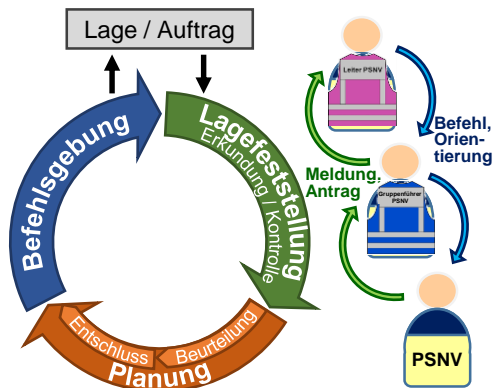 Lage / Auftrag
Befehlsgebung
Lagefeststellung
Erkundung / Kontrolle
Planung
Entschluss
Beurteilung
Leiter PSNV
Befehl,
Orien-
tierung
Meldung,
Antrag
Gruppenführer
PSNV
PSNV